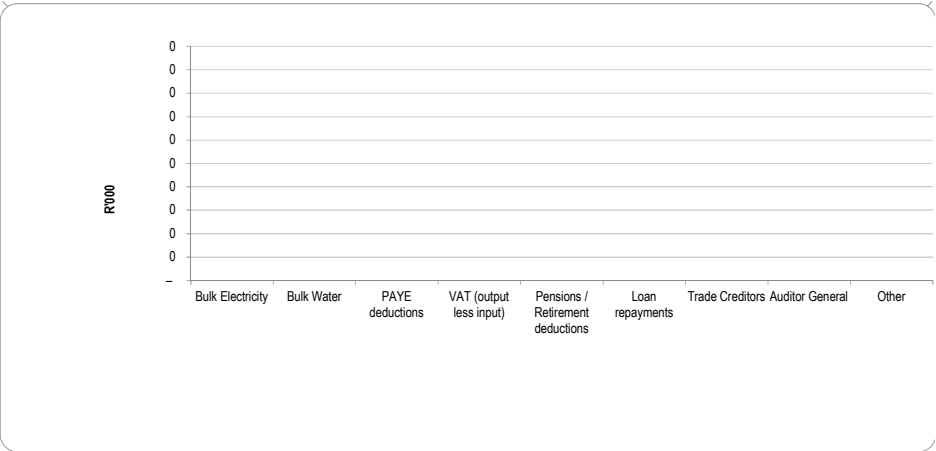 0
0
0
0
0
0
0
0
0
0
–
R'000
Bulk Electricity
Bulk Water
PAYE
deductions
VAT (output
less input)
Pensions /
Retirement
deductions
Loan
repayments
Trade Creditors
Auditor General
Other